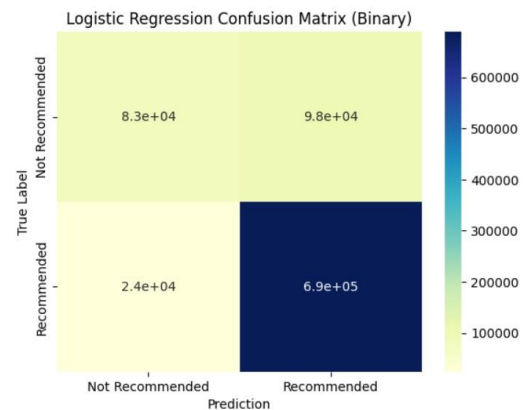 Logistic Regression Confusion Matrix (Binary)
True Label
Not Recommended
8.3e+04 9.8e+04
Recommended
2.4e+04 6.9e+05
Not Recommended Recommended
Prediction
600000
500000
400000
300000
200000
100000